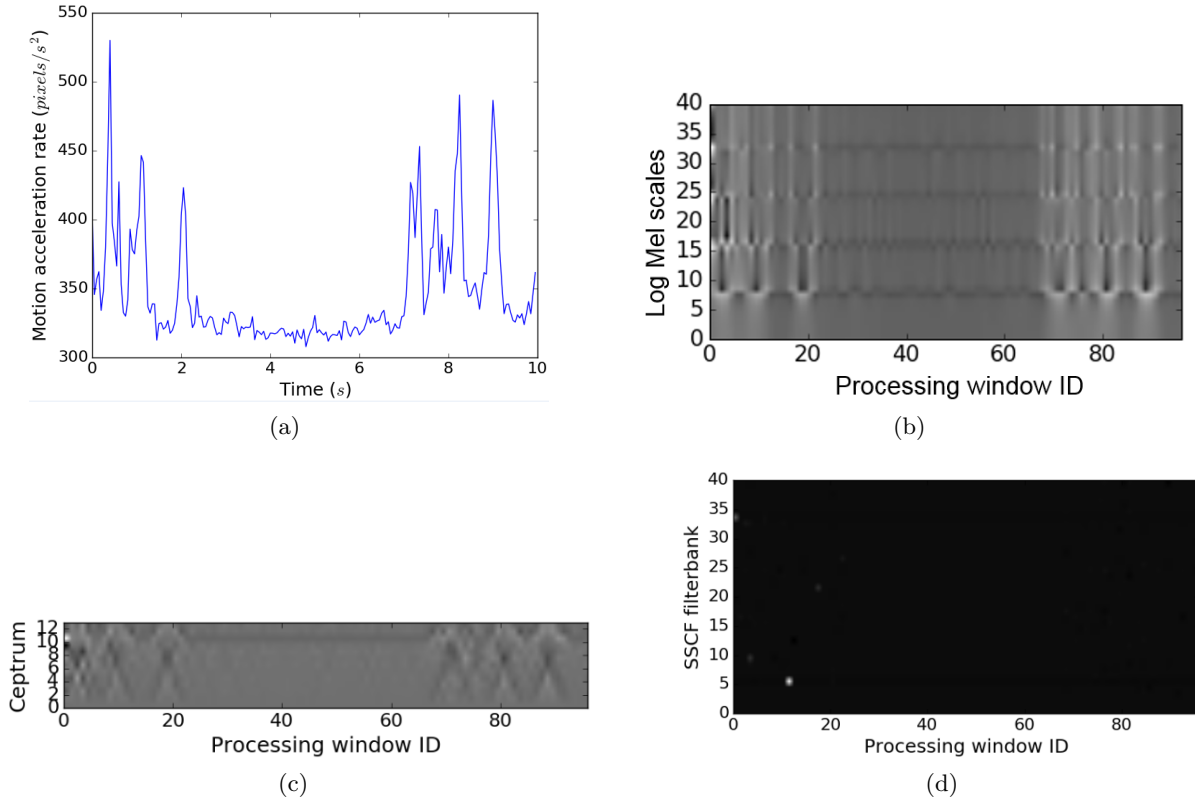 550
500
450
400
350
300
Motion acceleration rate (pixels/s²)
0 2 4 6 8 10
Time (s)
(a)
40
35
30
25
20
15
10
5
0
Log Mel scales
0 20 40 60 80
Processing window ID
(b)
12
10
8
6
4
2
0
Ceptrum
0 20 40 60 80
Processing window ID
(c)
40
35
30
25
20
15
10
5
0
SSCF filterbank
0 20 40 60 80
Processing window ID
(d)